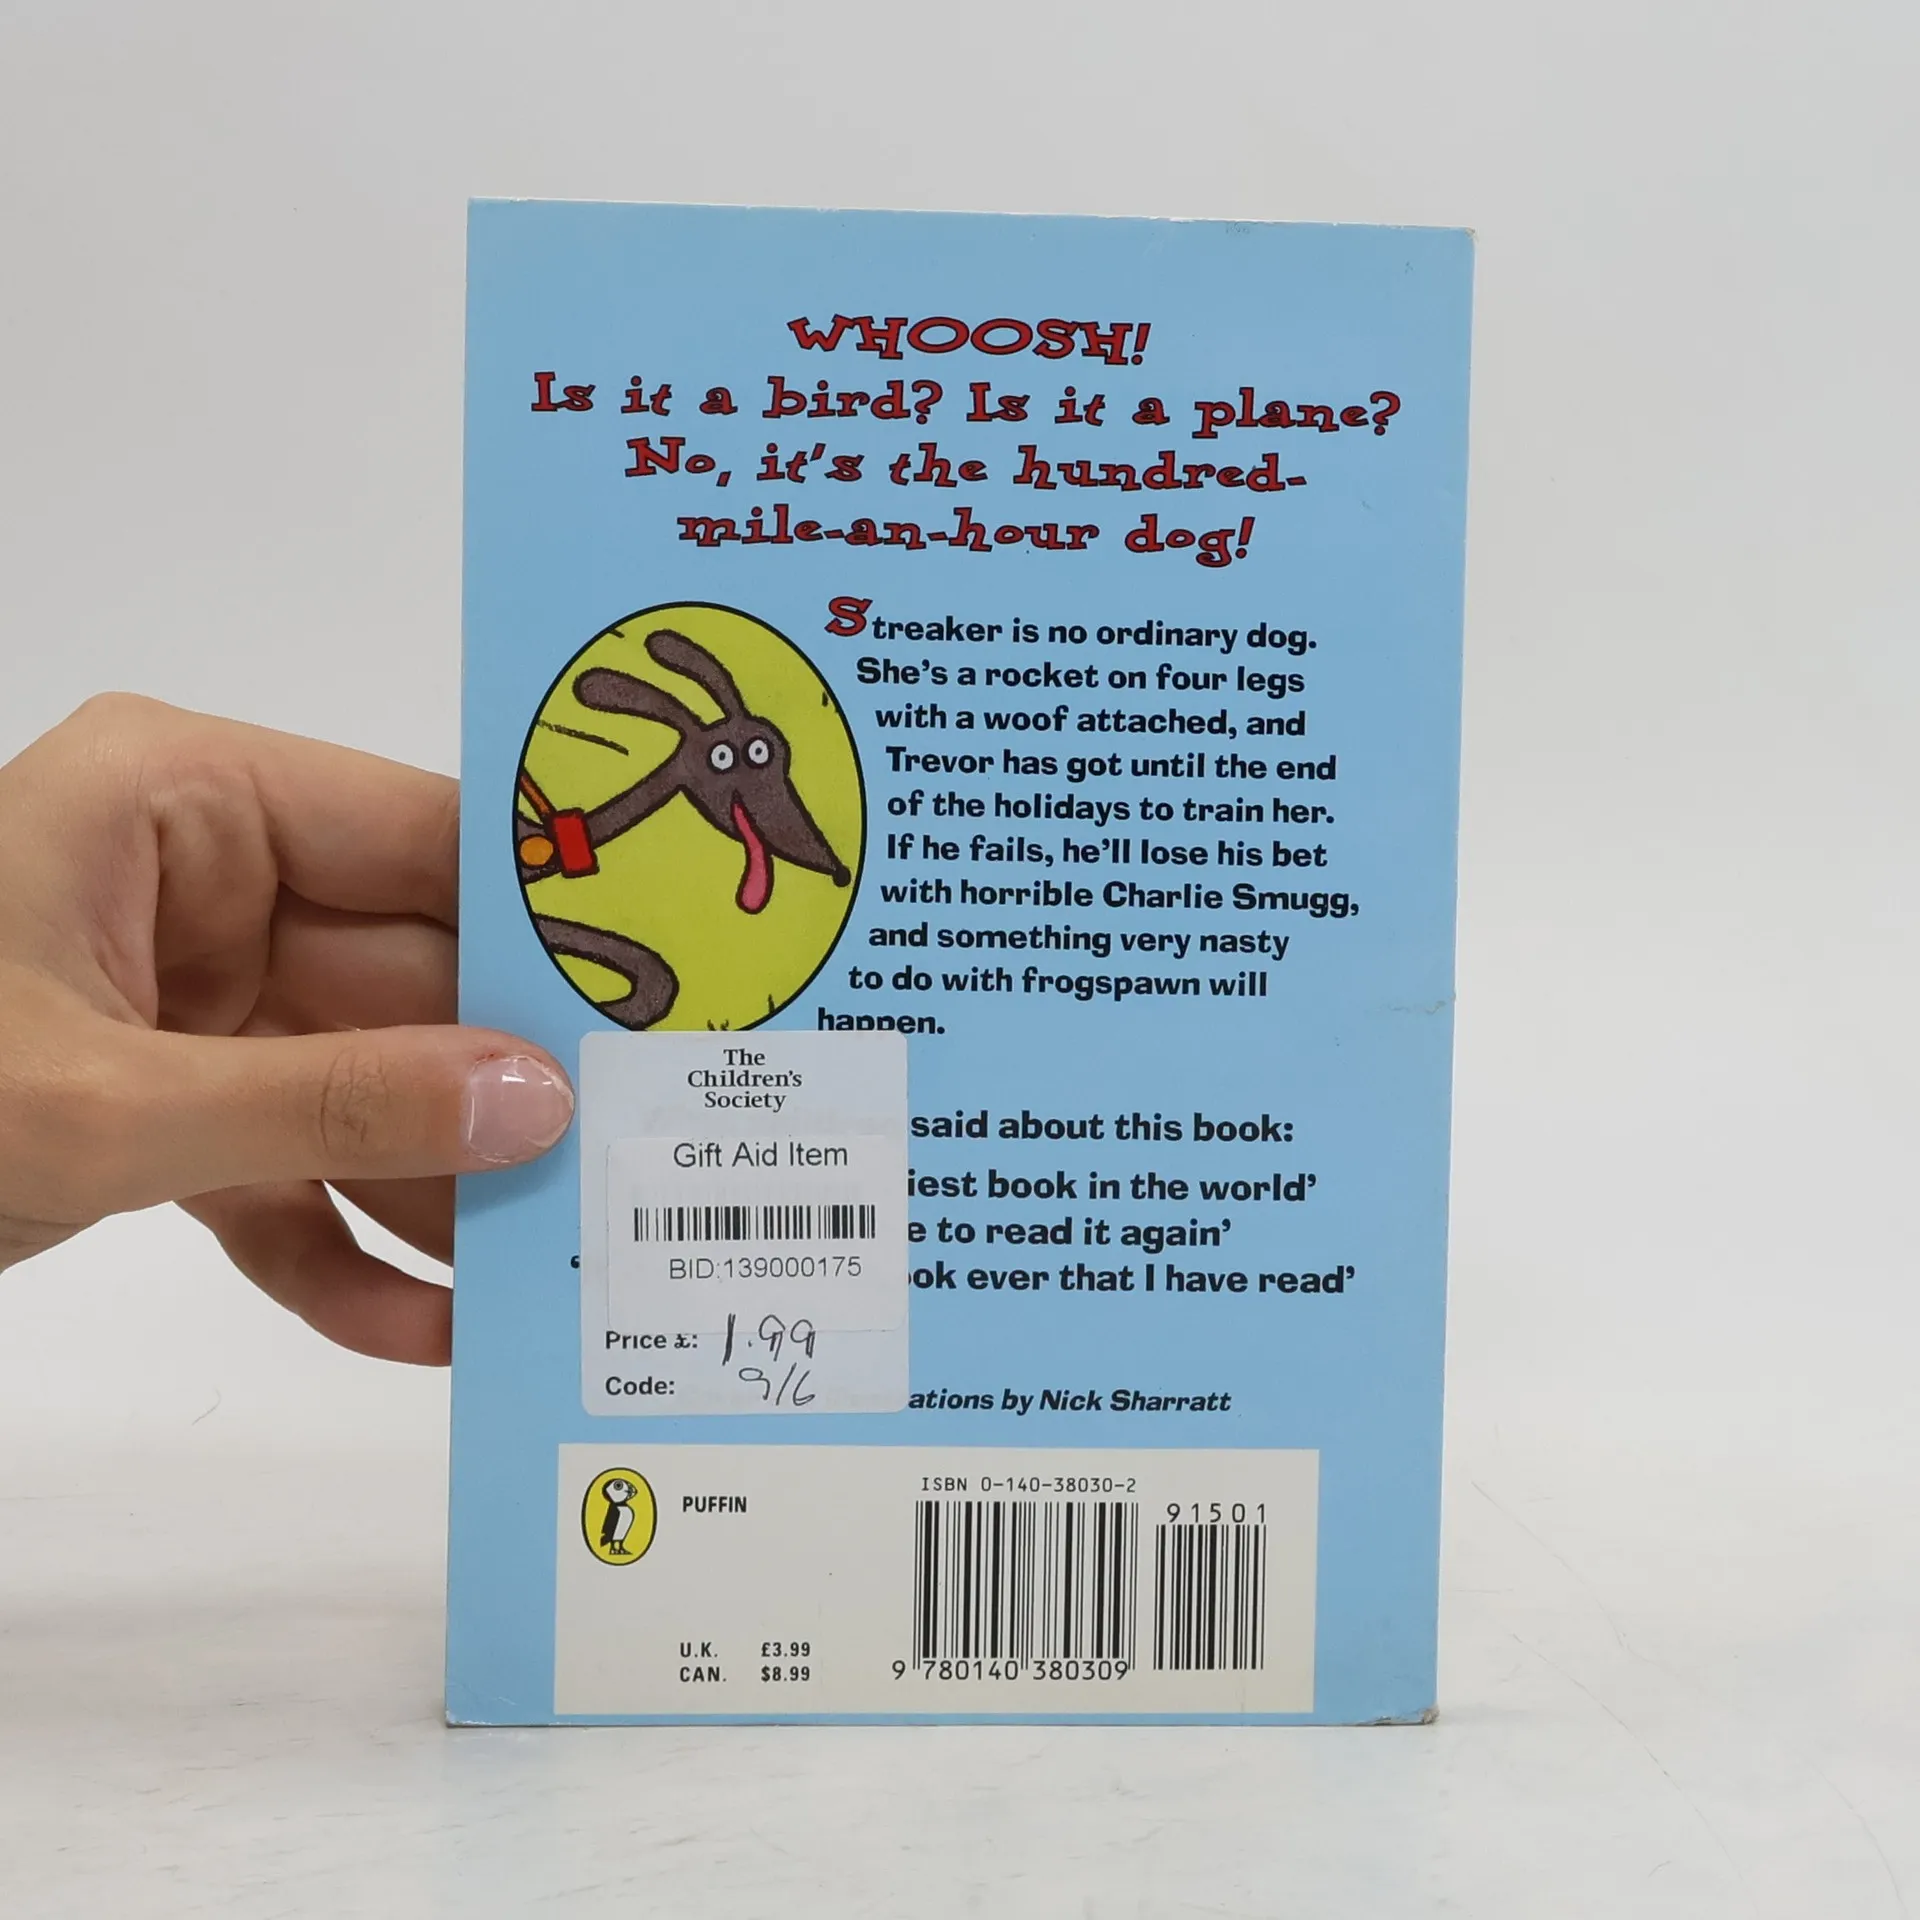 WHOOSH!
Is it a bird? Is it a plane?
No, it's the hundred-
mile-an-hour dog!
Streaker is no ordinary dog.
She's a rocket on four legs
with a woof attached, and
Trevor has got until the end
of the holidays to train her.
If he fails, he'll lose his bet
with horrible Charlie Smugg,
and something very nasty
to do with frogspawn will
happen.
The
Children's
Society
Gift Aid Item
BID:139000175
Price £: 1.99
Code: 9/6
said about this book:
iest book in the world'
e to read it again'
ok ever that I have read'
ations by Nick Sharratt
PUFFIN
U.K. £3.99
CAN. $8.99
ISBN 0-140-38030-2
91501
9 780140 380309